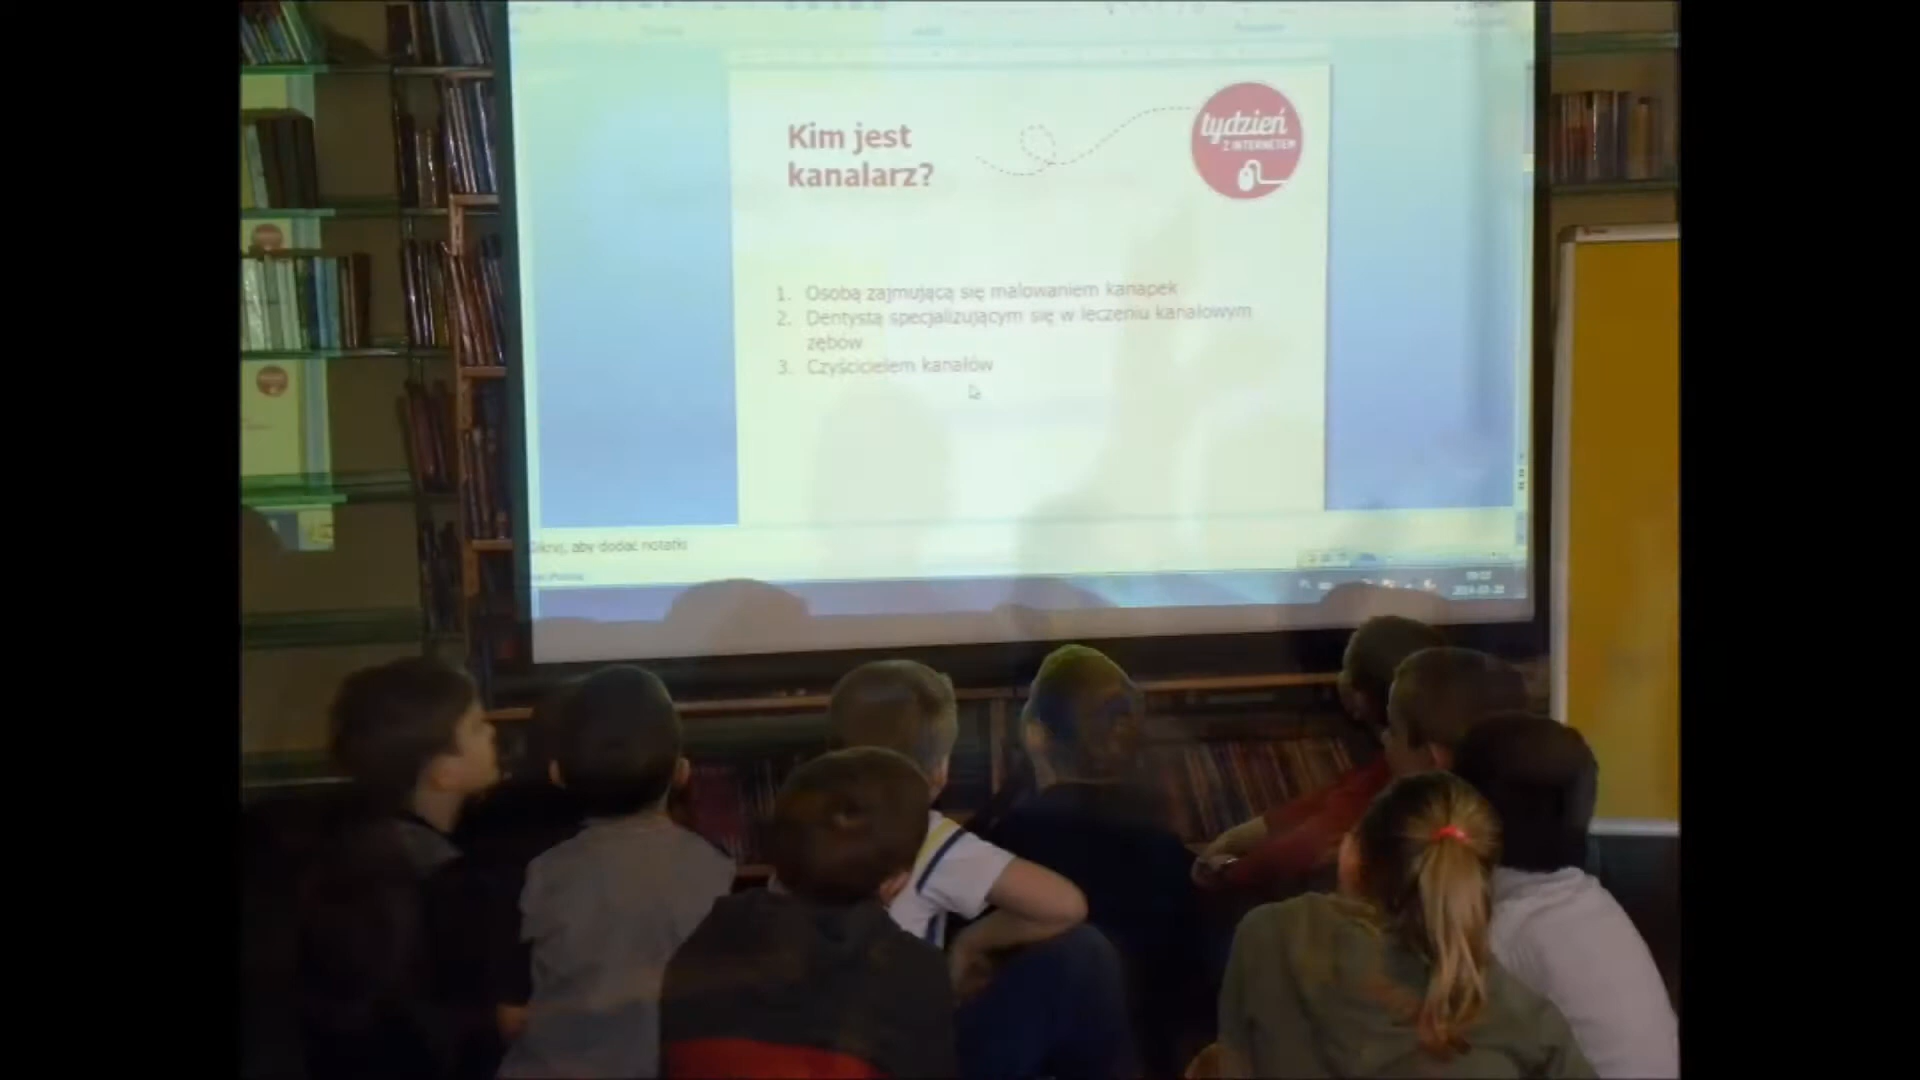 Kim jest
kanalarz?
tydzień
Z INTERNETEM
1. Osobą zajmującą się malowaniem kanapek
2. Dentystą specjalizującym się w leczeniu kanałowym
zębów
3. Czyścicielem kanałów
aby dodać notatki
PL